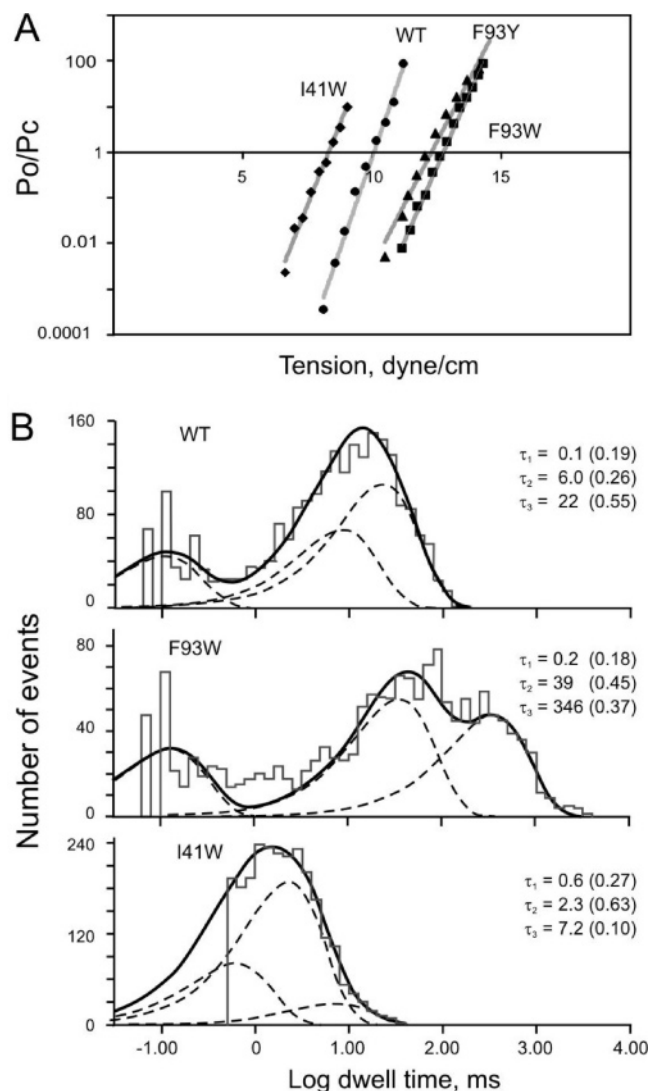 A
F93Y
WT
I41W
100
F93W
Po/Pc
1
5
10
15
0.01
0.0001
Tension, dyne/cm
B
160
WT
τ₁ = 0.1 (0.19)
τ₂ = 6.0 (0.26)
τ₃ = 22 (0.55)
80
0
80
F93W
τ₁ = 0.2 (0.18)
τ₂ = 39 (0.45)
τ₃ = 346 (0.37)
40
0
240
I41W
τ₁ = 0.6 (0.27)
τ₂ = 2.3 (0.63)
τ₃ = 7.2 (0.10)
120
0
Number of events
-1.00
0
1.00
2.00
3.00
4.00
Log dwell time, ms